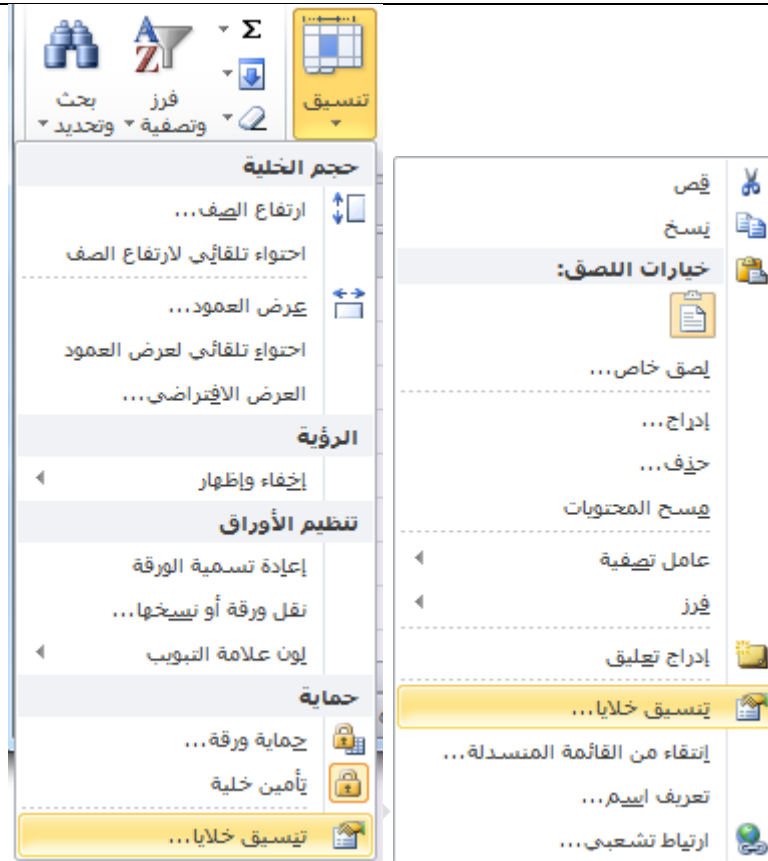 تنسيق
Σ
فرز
وتصفية
بحث
وتحديد
حجم الخلية
ارتفاع الصف...
احتواء تلقائي لارتفاع الصف
عرض العمود...
احتواء تلقائي لعرض العمود
العرض الافتراضي...
الرؤية
إخفاء وإظهار
تنظيم الأوراق
إعادة تسمية الورقة
نقل ورقة أو نسخها...
لون علامة التبويب
حماية
حماية ورقة...
تأمين خلية
تنسيق خلايا...
قص
نسخ
خيارات اللصق:
لصق خاص...
إدراج...
حذف...
مسح المحتويات
عامل تصفية
فرز
إدراج تعليق
تنسيق خلايا...
إنتقاء من القائمة المنسدلة...
تعريف اسم...
ارتباط تشعبي...